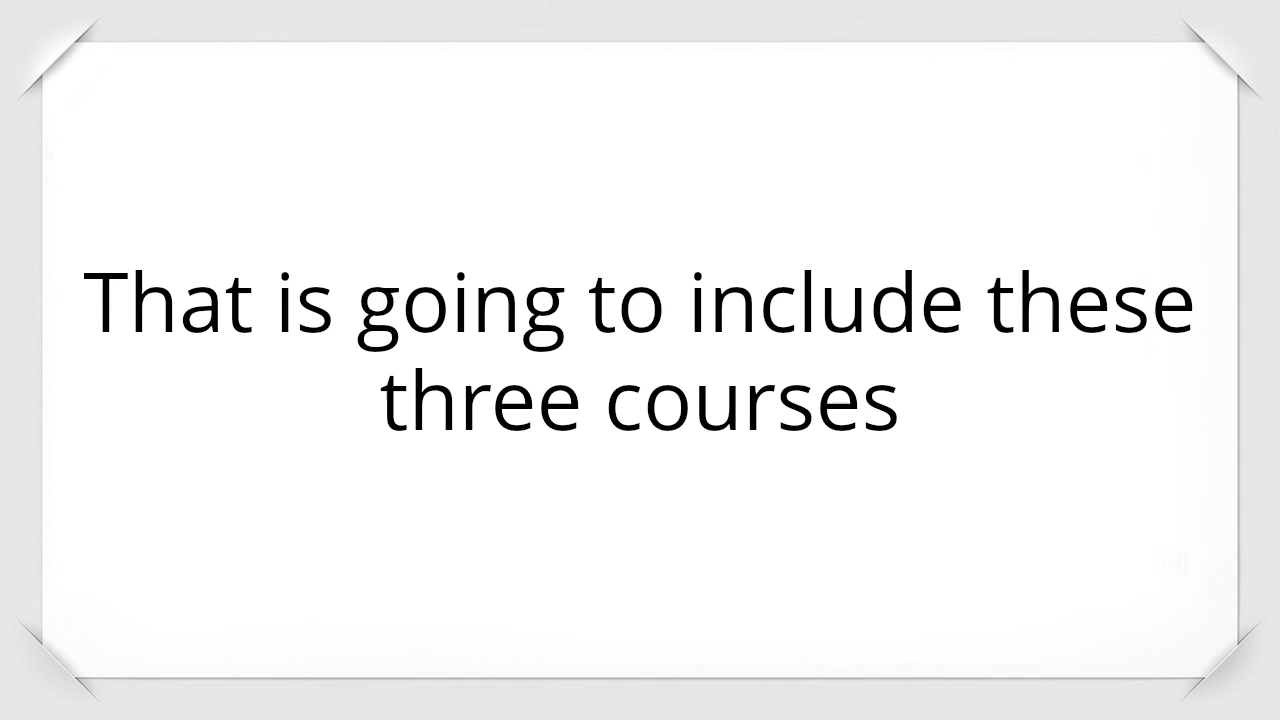 That is going to include these
three courses